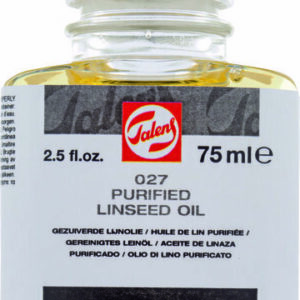 Talens
2.5 fl.oz.
75 ml e
027
PURIFIED
LINSEED OIL
GEZUIVERDE LIJNOLIE / HUILE DE LIN PURIFIÉE /
GEREINIGTES LEINÖL / ACEITE DE LINAZA
PURIFICADO / OLIO DI LINO PURIFICATO